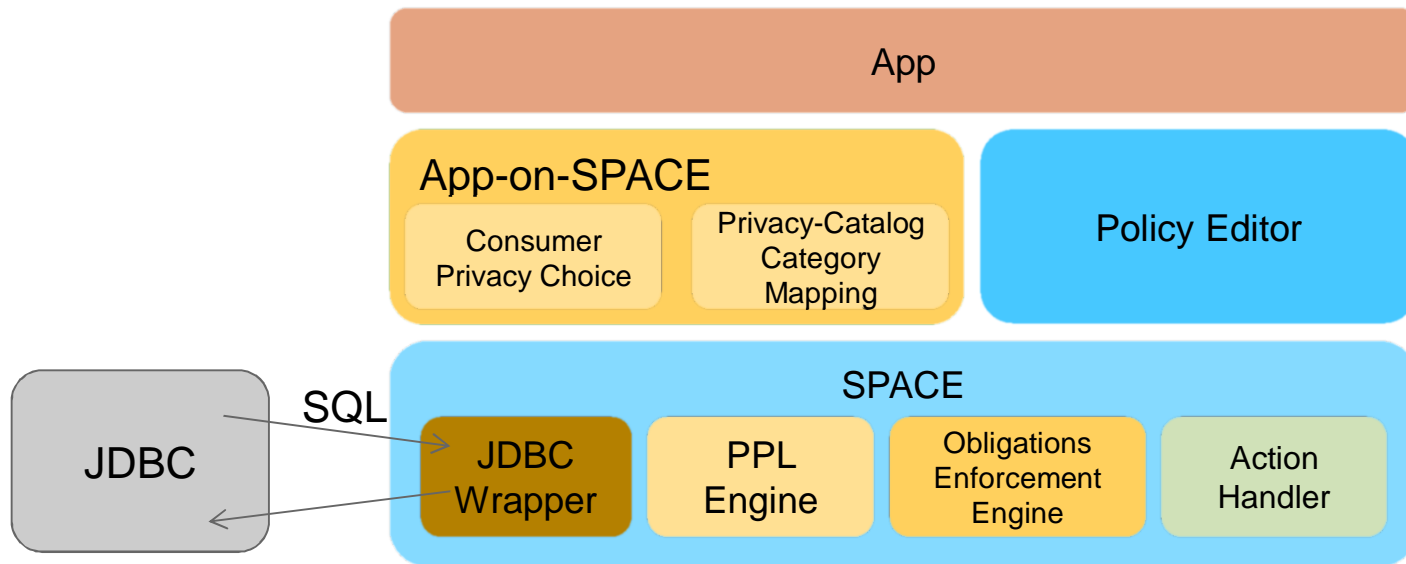 App
App-on-SPACE
Consumer
Privacy Choice
Privacy-Catalog
Category
Mapping
Policy Editor
SPACE
JDBC
SQL
JDBC
Wrapper
PPL
Engine
Obligations
Enforcement
Engine
Action
Handler